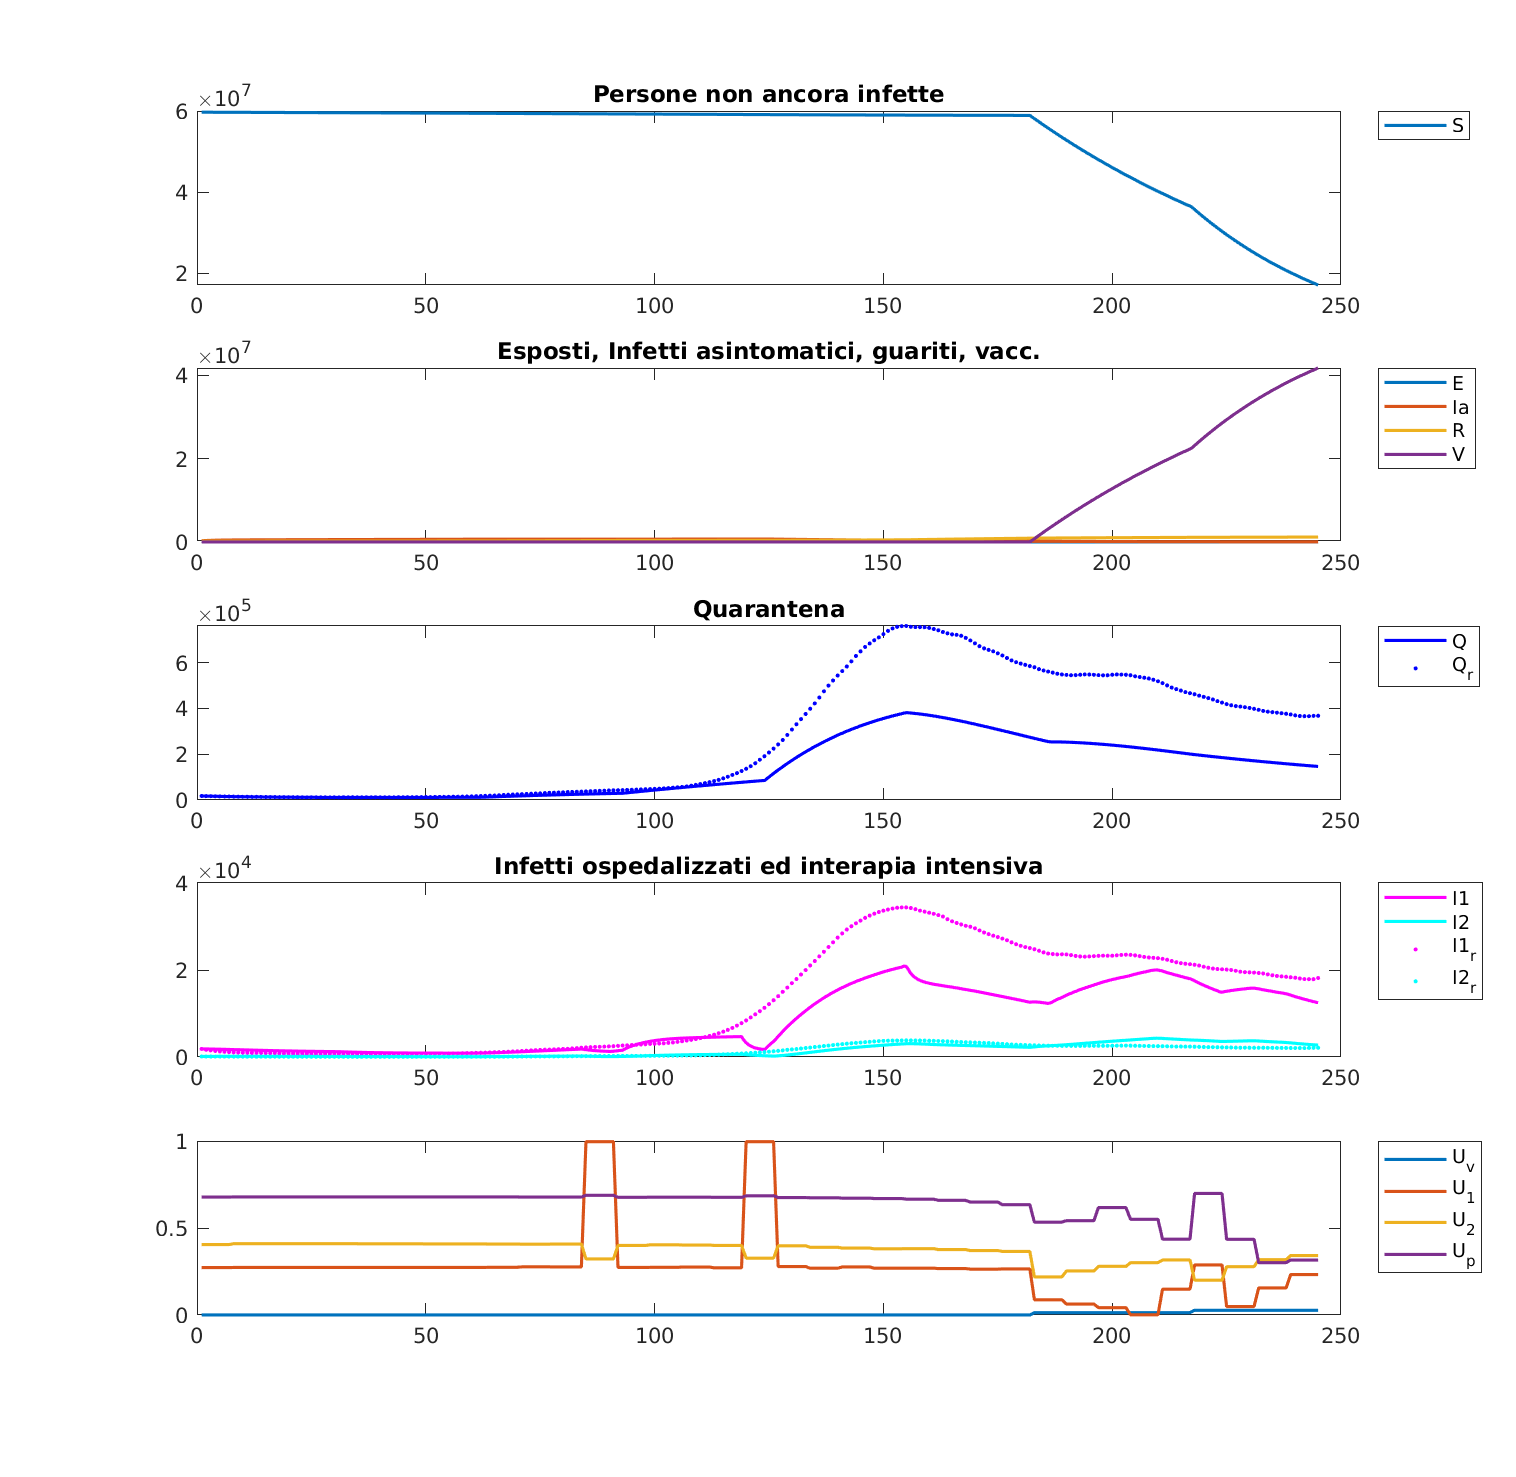 Persone non ancora infette
×10^7
6
4
2
0 50 100 150 200 250
S
Esposti, Infetti asintomatici, guariti, vacc.
×10^7
4
2
0
0 50 100 150 200 250
E
Ia
R
V
Quarantena
×10^5
6
4
2
0
0 50 100 150 200 250
Q
Q_r
Infetti ospedalizzati ed interapia intensiva
×10^4
4
2
0
0 50 100 150 200 250
I1
I2
I1_r
I2_r
1
0.5
0
0 50 100 150 200 250
U_v
U_1
U_2
U_p